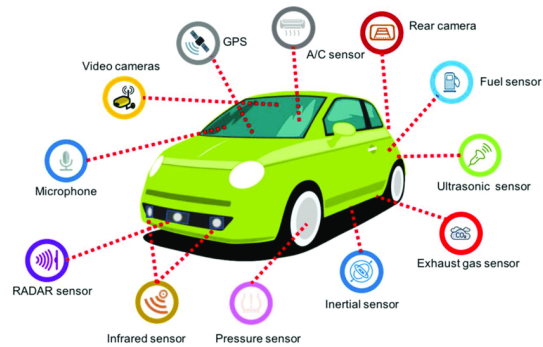 GPS
A/C sensor
Rear camera
Video cameras
Fuel sensor
Microphone
Ultrasonic sensor
RADAR sensor
Exhaust gas sensor
CO2
Infrared sensor
Pressure sensor
Inertial sensor